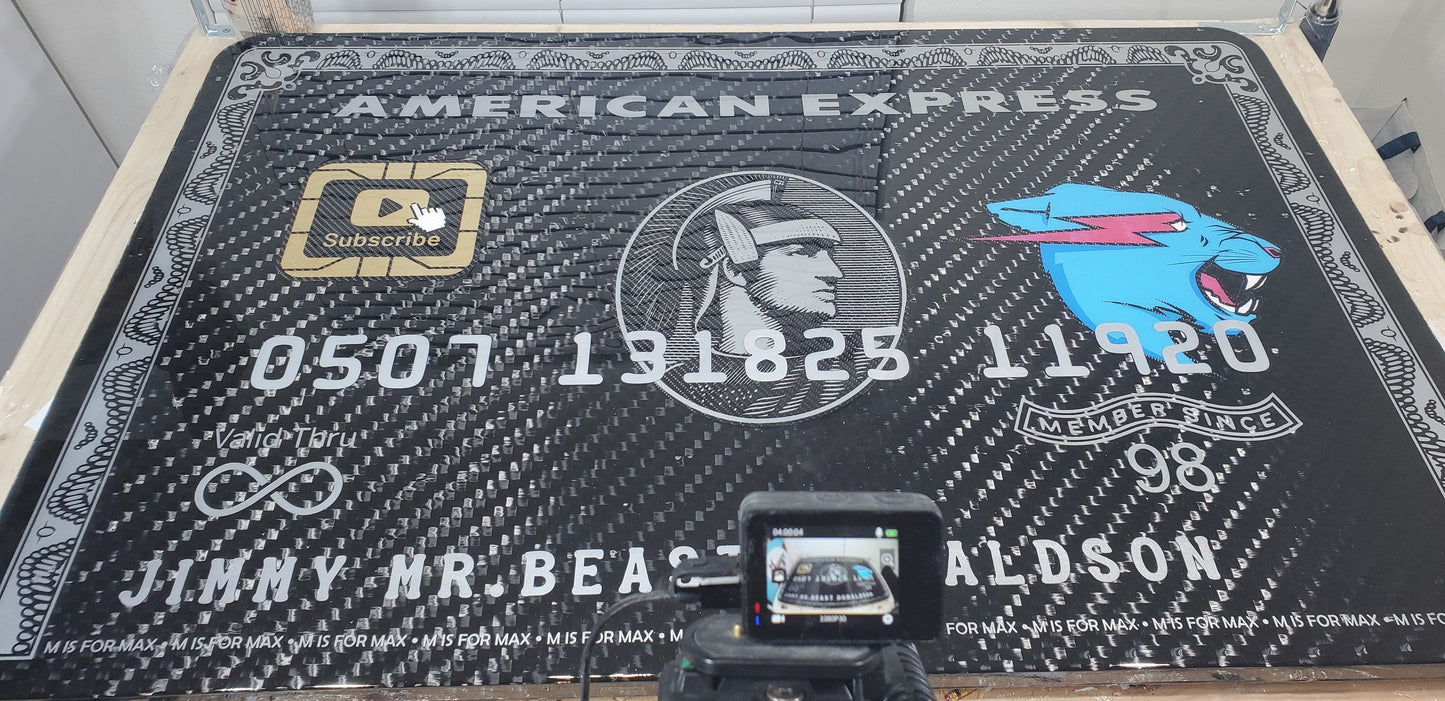 AMERICAN EXPRESS
Subscribe
0507 131825 11920
MEMBER SINCE
98
Valid Thru
JIMMY MR.BEAST ALDSON
M IS FOR MAX • M IS FOR MAX • M IS FOR MAX • M IS FOR MAX • M IS FOR MAX • M FOR MAX • M IS FOR MAX • M IS FOR MAX • M IS FOR MAX • M IS FO